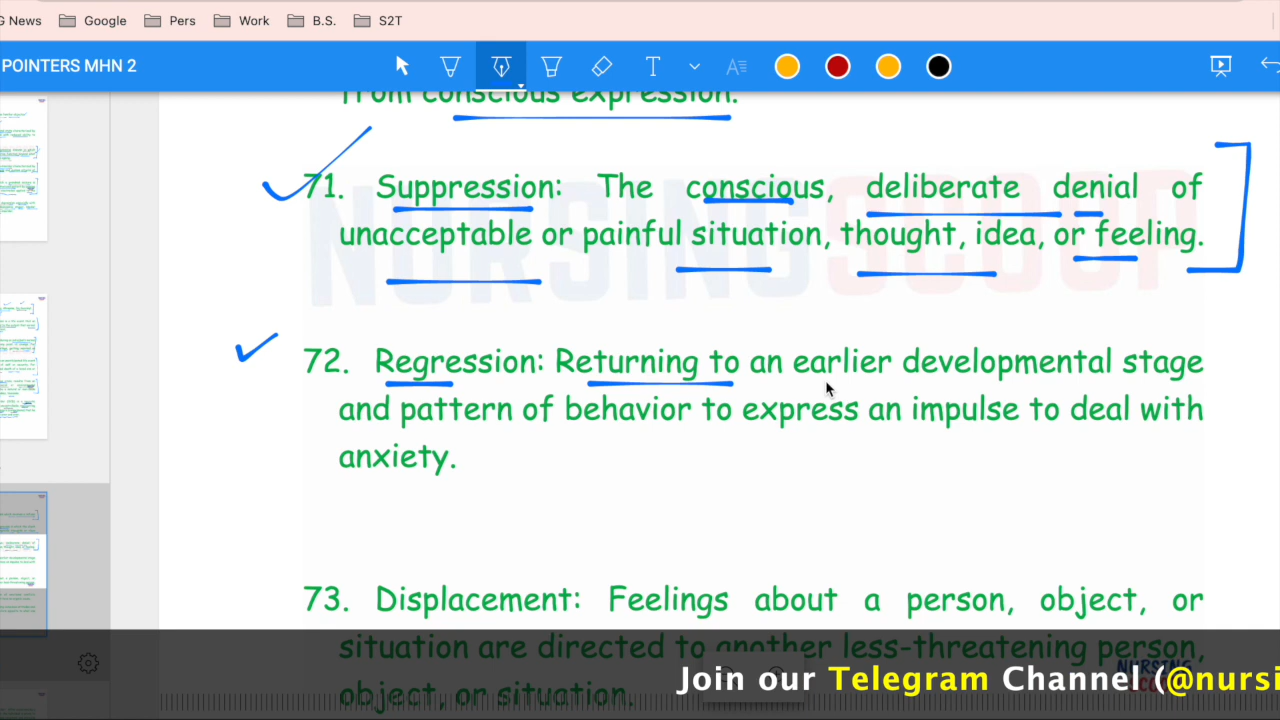 G News Google Pers Work B.S. S2T
POINTERS MHN 2
from conscious expression.
71. Suppression: The conscious, deliberate denial of
unacceptable or painful situation, thought, idea, or feeling.
NURSINGSCOOP
72. Regression: Returning to an earlier developmental stage
and pattern of behavior to express an impulse to deal with
anxiety.
73. Displacement: Feelings about a person, object, or
situation are directed to another less-threatening person,
object, or situation.
Join our Telegram Channel (@nursi